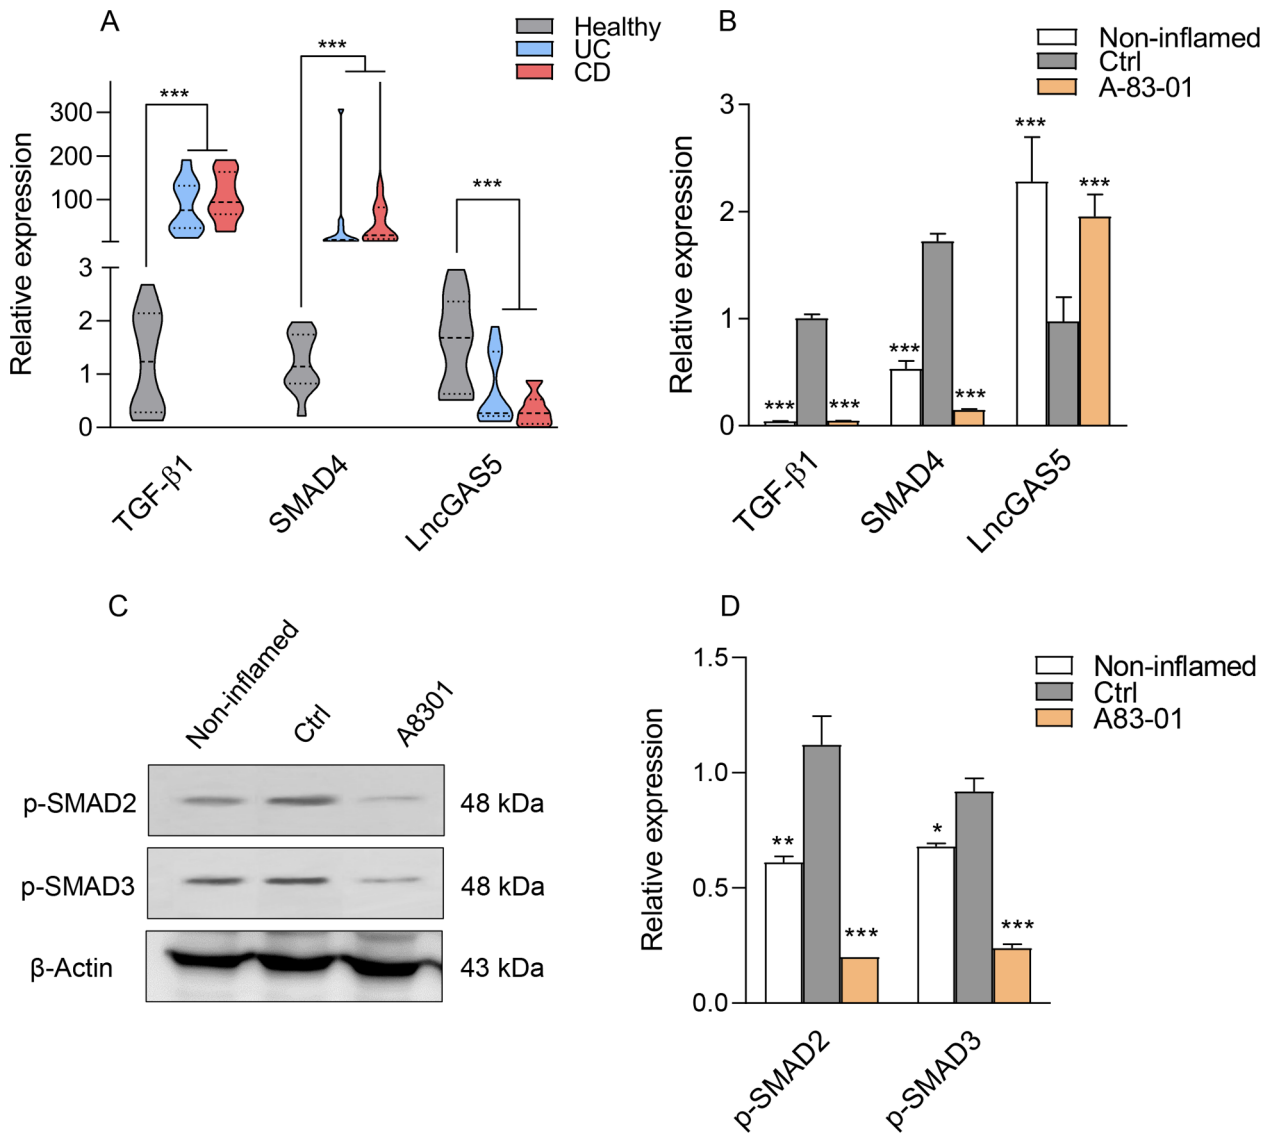 A
Healthy
UC
CD
***
***
***
Relative expression
300
200
100
3
2
1
0
TGF-β1
SMAD4
LncGAS5
B
Non-inflamed
Ctrl
A-83-01
Relative expression
3
2
1
0
***
***
***
***
***
***
TGF-β1
SMAD4
LncGAS5
C
Non-inflamed
Ctrl
A8301
p-SMAD2
48 kDa
p-SMAD3
48 kDa
β-Actin
43 kDa
D
Non-inflamed
Ctrl
A83-01
Relative expression
1.5
1.0
0.5
0.0
**
***
*
***
p-SMAD2
p-SMAD3